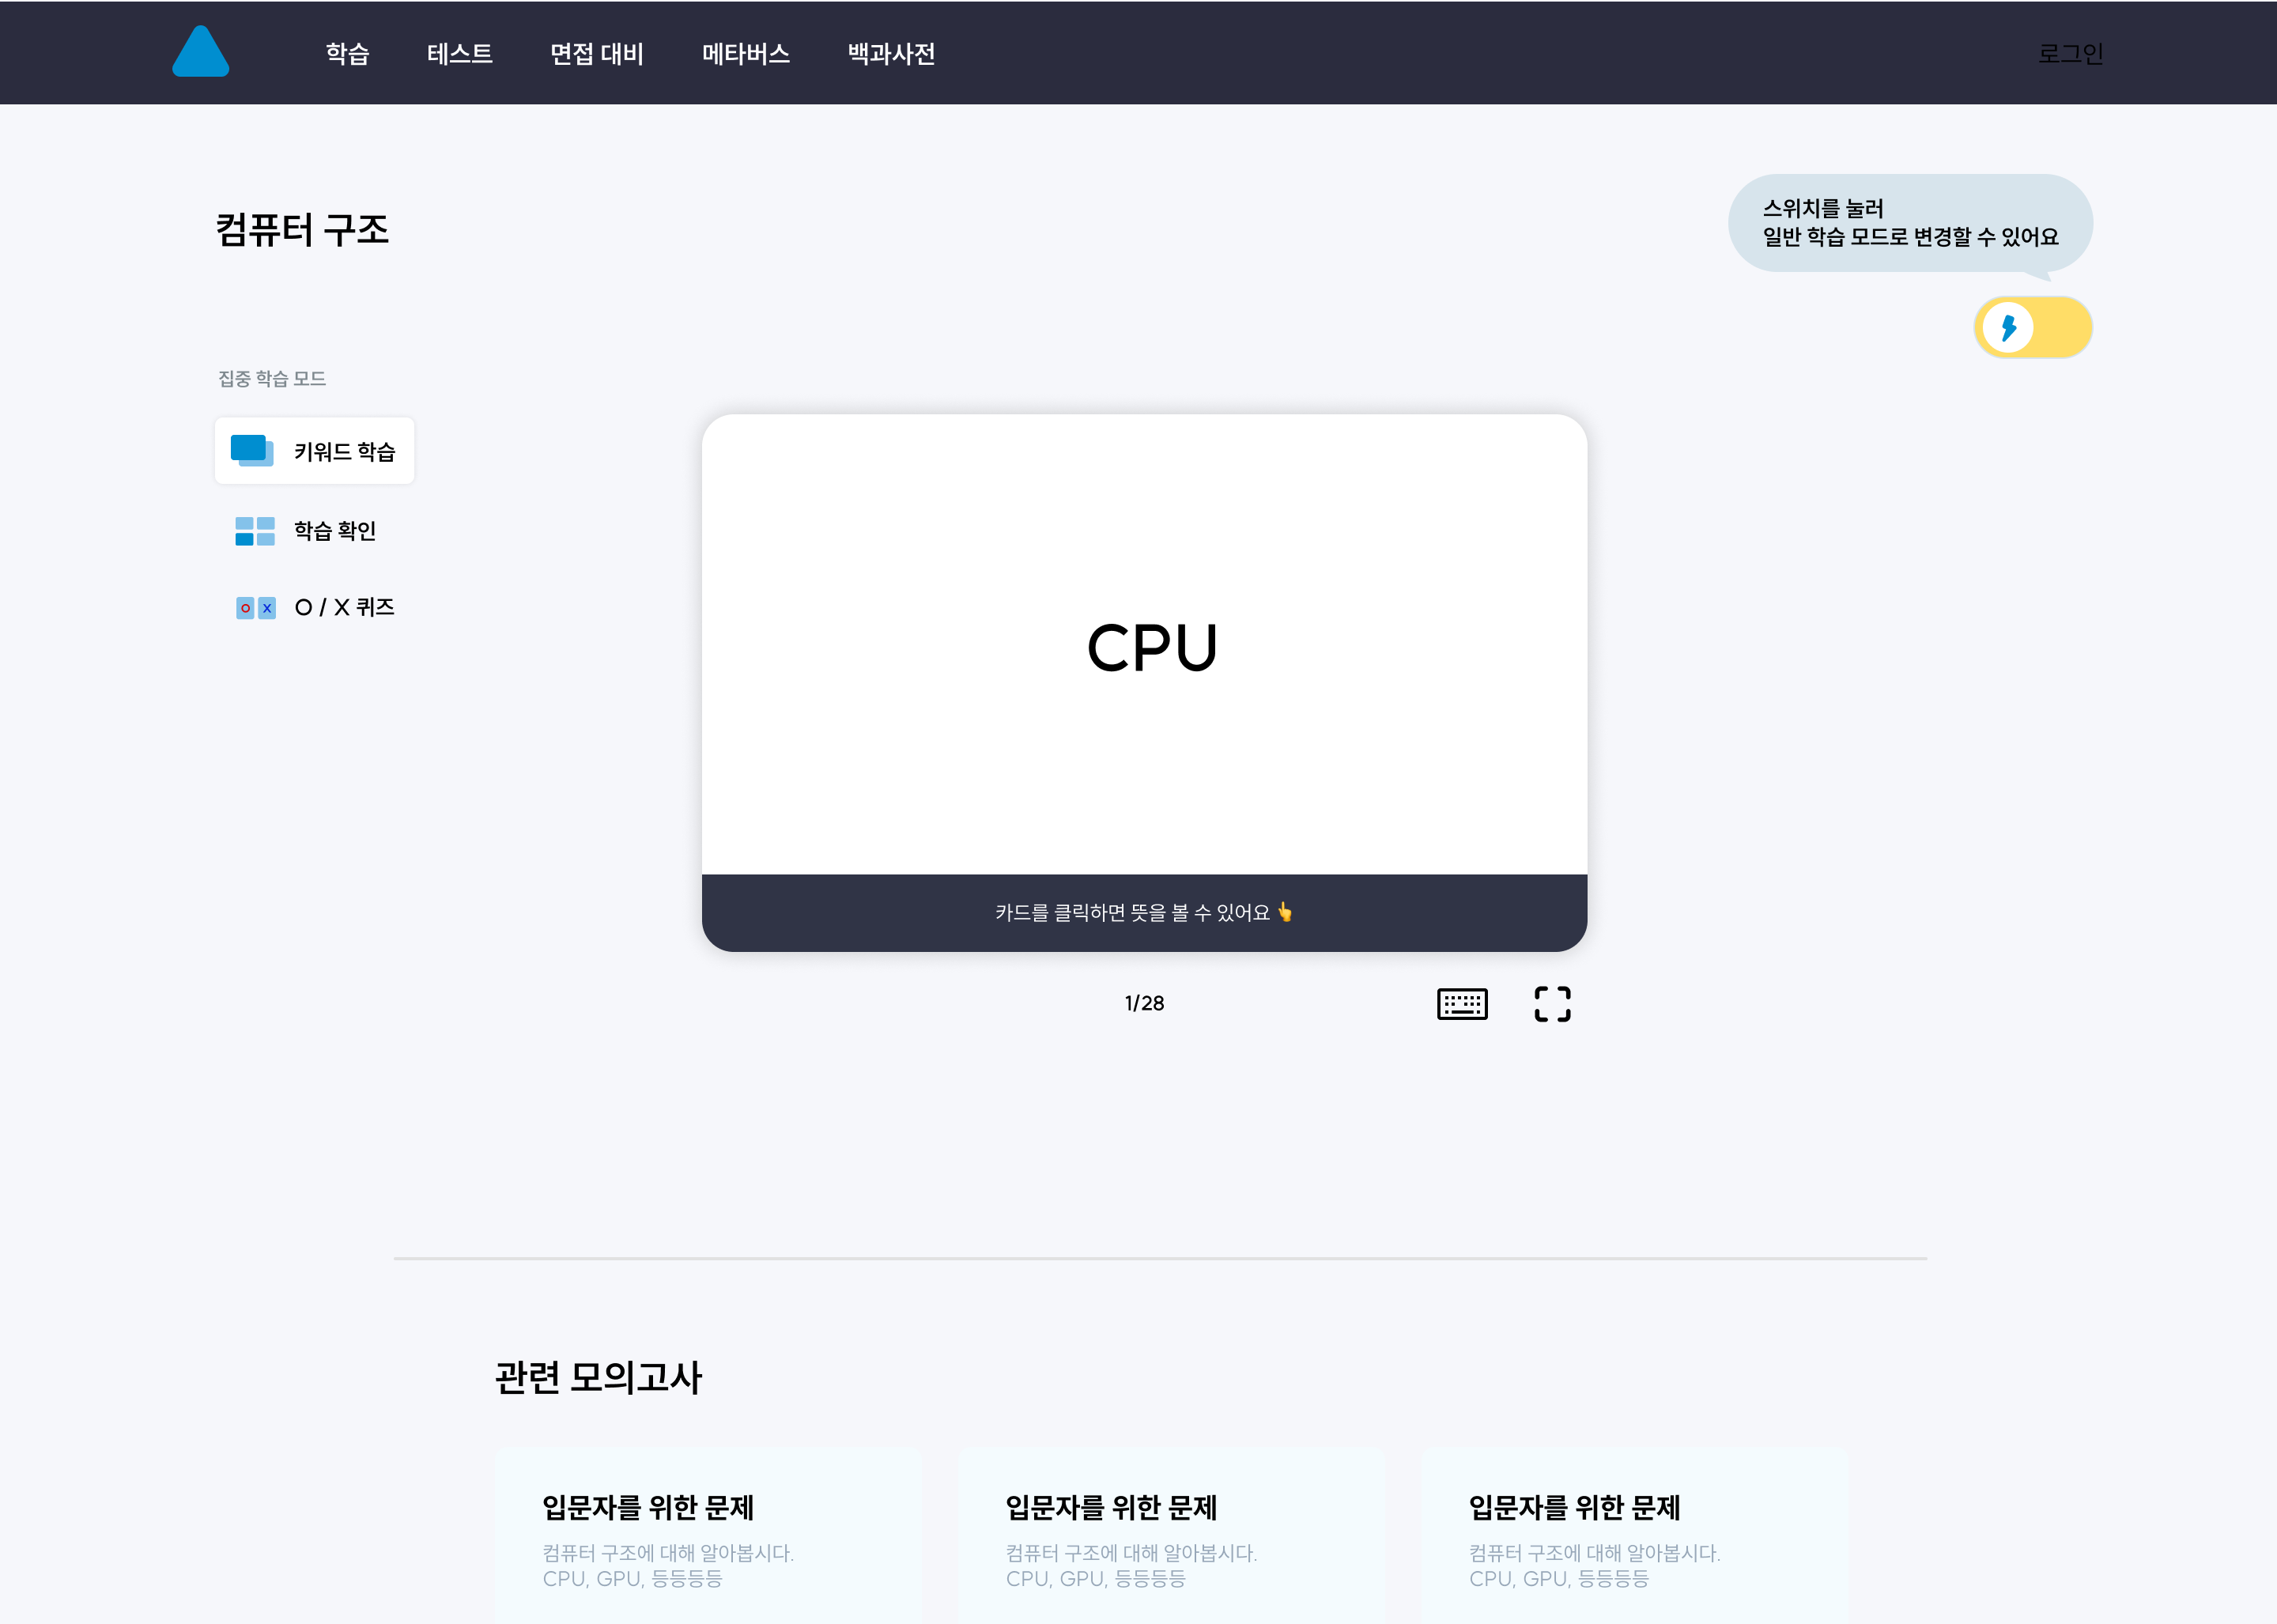 학습 테스트 면접 대비 메타버스 백과사전 로그인
컴퓨터 구조
스위치를 눌러
일반 학습 모드로 변경할 수 있어요
집중 학습 모드
키워드 학습
학습 확인
O X O / X 퀴즈
CPU
카드를 클릭하면 뜻을 볼 수 있어요 👆
1/28
관련 모의고사
입문자를 위한 문제
컴퓨터 구조에 대해 알아봅시다.
CPU, GPU, 등등등등
입문자를 위한 문제
컴퓨터 구조에 대해 알아봅시다.
CPU, GPU, 등등등등
입문자를 위한 문제
컴퓨터 구조에 대해 알아봅시다.
CPU, GPU, 등등등등